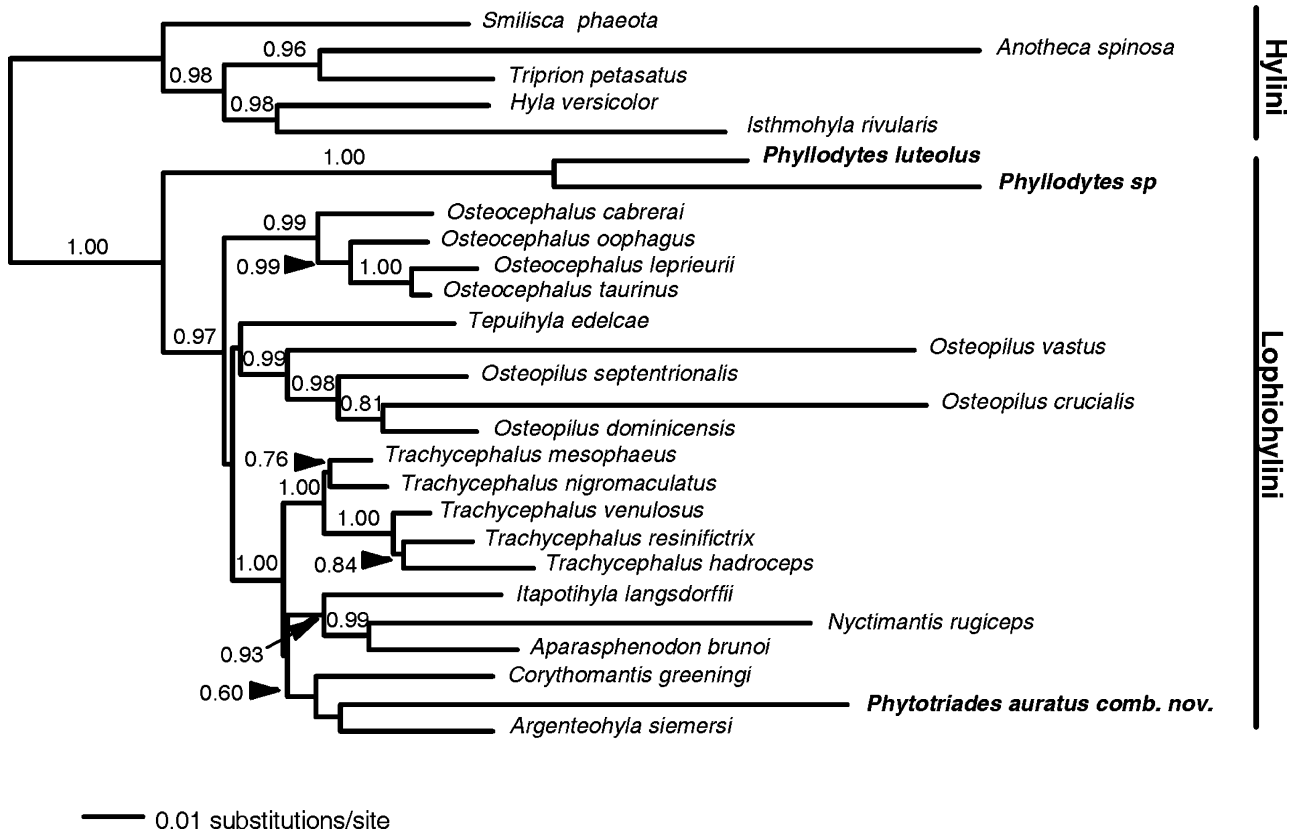 Smilisca phaeota
0.96
Anotheca spinosa
0.98
Triprion petasatus
0.98
Hyla versicolor
Isthmohyla rivularis
Hylini
1.00
Phyllodytes luteolus
Phyllodytes sp
0.99
Osteocephalus cabrerai
1.00
Osteocephalus oophagus
0.99
1.00
Osteocephalus leprieurii
Osteocephalus taurinus
Tepuihyla edelcae
0.97
0.99
Osteopilus vastus
0.98
Osteopilus septentrionalis
0.81
Osteopilus crucialis
Osteopilus dominicensis
Lophiohylini
0.76
Trachycephalus mesophaeus
1.00
Trachycephalus nigromaculatus
1.00
Trachycephalus venulosus
Trachycephalus resinifictrix
0.84
Trachycephalus hadroceps
1.00
Itapotihyla langsdorffii
0.99
Nyctimantis rugiceps
0.93
Aparasphenodon brunoi
0.60
Corythomantis greeningi
Phytotriades auratus comb. nov.
Argenteohyla siemersi
0.01 substitutions/site